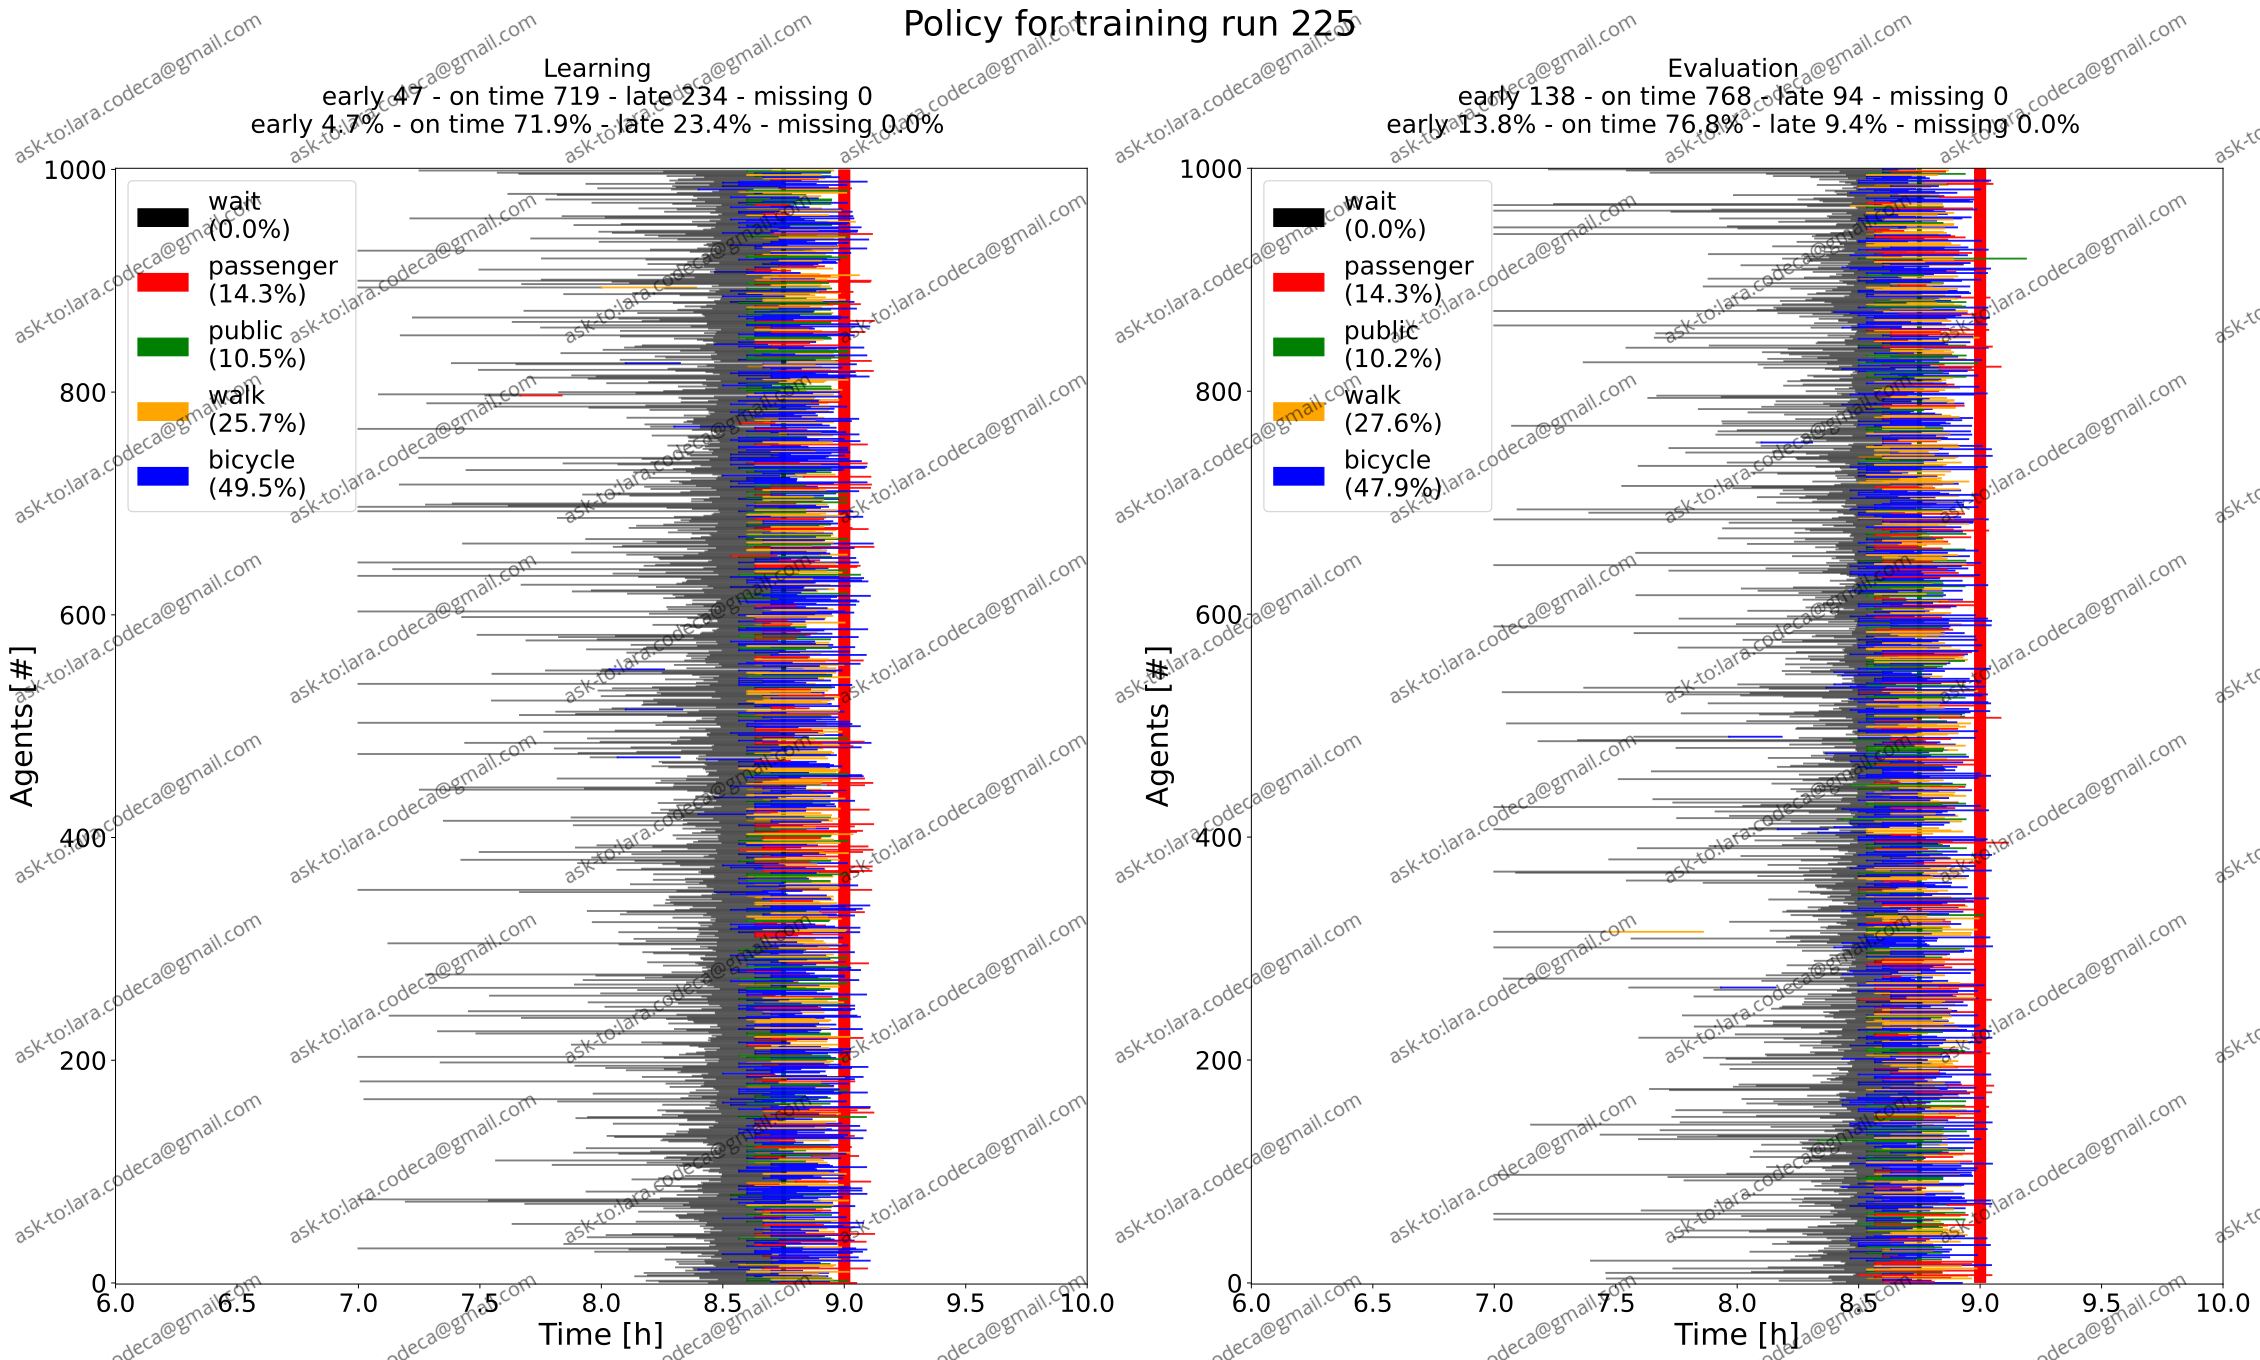 Policy for training run 225
Learning
early 47 - on time 719 - late 234 - missing 0
early 4.7% - on time 71.9% - late 23.4% - missing 0.0%
1000
800
600
400
200
0
Agents [#]
wait
(0.0%)
passenger
(14.3%)
public
(10.5%)
walk
(25.7%)
bicycle
(49.5%)
6.0 6.5 7.0 7.5 8.0 8.5 9.0 9.5 10.0
Time [h]
Evaluation
early 138 - on time 768 - late 94 - missing 0
early 13.8% - on time 76.8% - late 9.4% - missing 0.0%
1000
800
600
400
200
0
Agents [#]
wait
(0.0%)
passenger
(14.3%)
public
(10.2%)
walk
(27.6%)
bicycle
(47.9%)
6.0 6.5 7.0 7.5 8.0 8.5 9.0 9.5 10.0
Time [h]
ask-to:lara.codeca@gmail.com